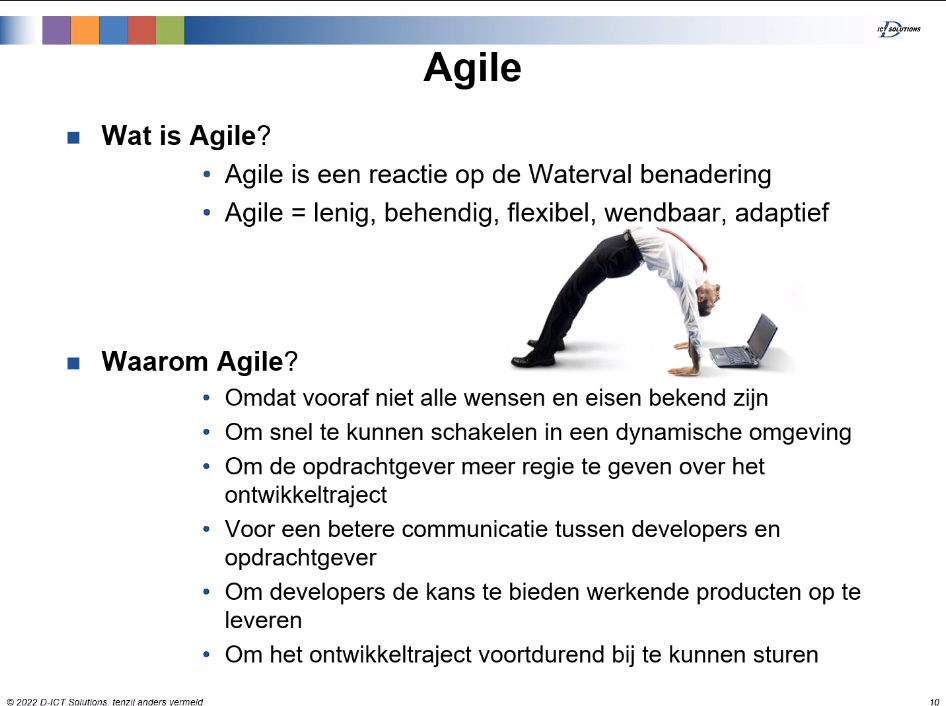 ICT SOLUTIONS
Agile
Wat is Agile?
Agile is een reactie op de Waterval benadering
Agile = lenig, behendig, flexibel, wendbaar, adaptief
Waarom Agile?
Omdat vooraf niet alle wensen en eisen bekend zijn
Om snel te kunnen schakelen in een dynamische omgeving
Om de opdrachtgever meer regie te geven over het
ontwikkeltraject
Voor een betere communicatie tussen developers en
opdrachtgever
Om developers de kans te bieden werkende producten op te
leveren
Om het ontwikkeltraject voortdurend bij te kunnen sturen
© 2022 D-ICT Solutions, tenzij anders vermeld
10